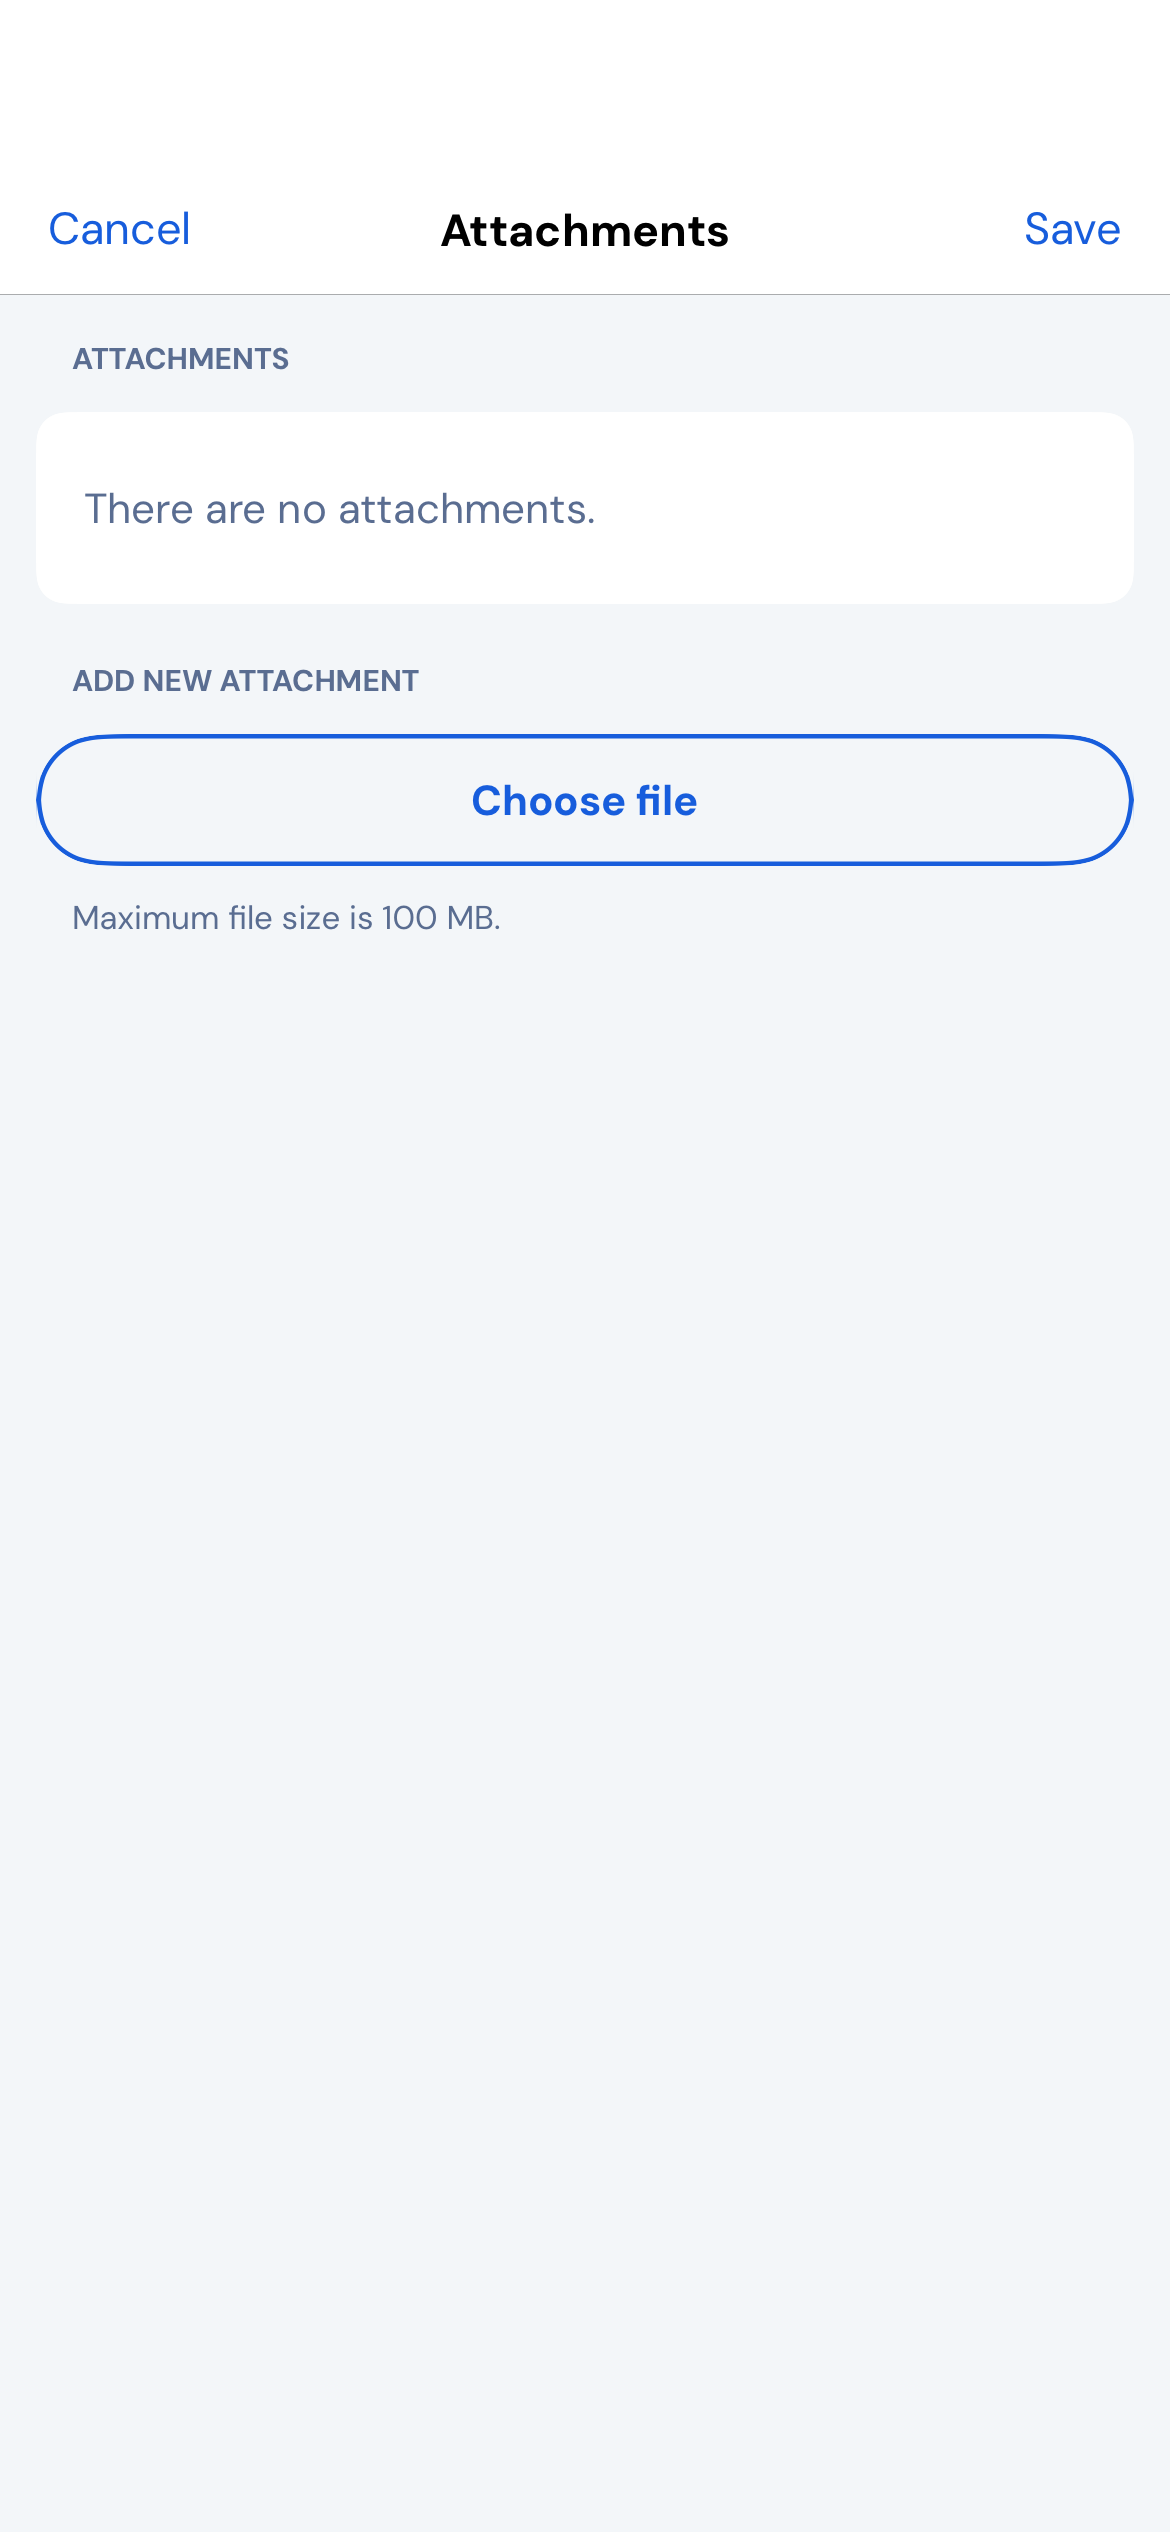 Cancel Attachments Save
ATTACHMENTS
There are no attachments.
ADD NEW ATTACHMENT
Choose file
Maximum file size is 100 MB.